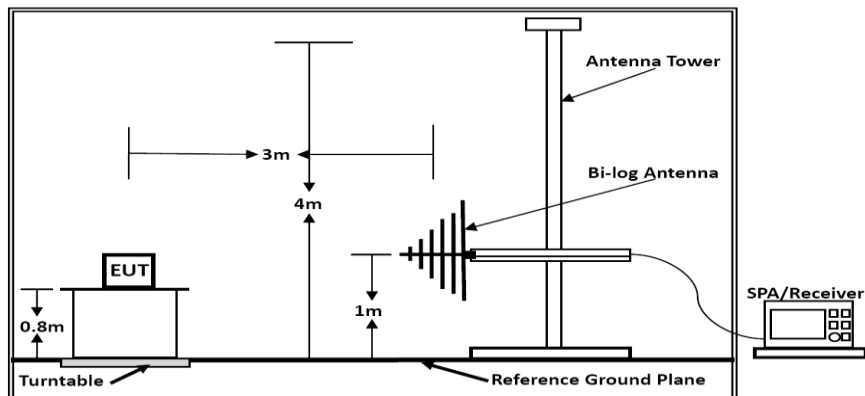 Antenna Tower
3m
Bi-log Antenna
4m
EUT
1m
SPA/Receiver
0.8m
Turntable
Reference Ground Plane